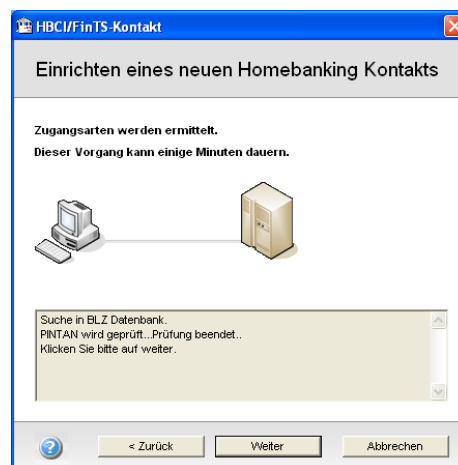 HBCI/FinTS-Kontakt
Einrichten eines neuen Homebanking Kontakts
Zugangsarten werden ermittelt.
Dieser Vorgang kann einige Minuten dauern.
Suche in BLZ Datenbank.
PINTAN wird geprüft...Prüfung beendet..
Klicken Sie bitte auf weiter.
?
< Zurück
Weiter
Abbrechen